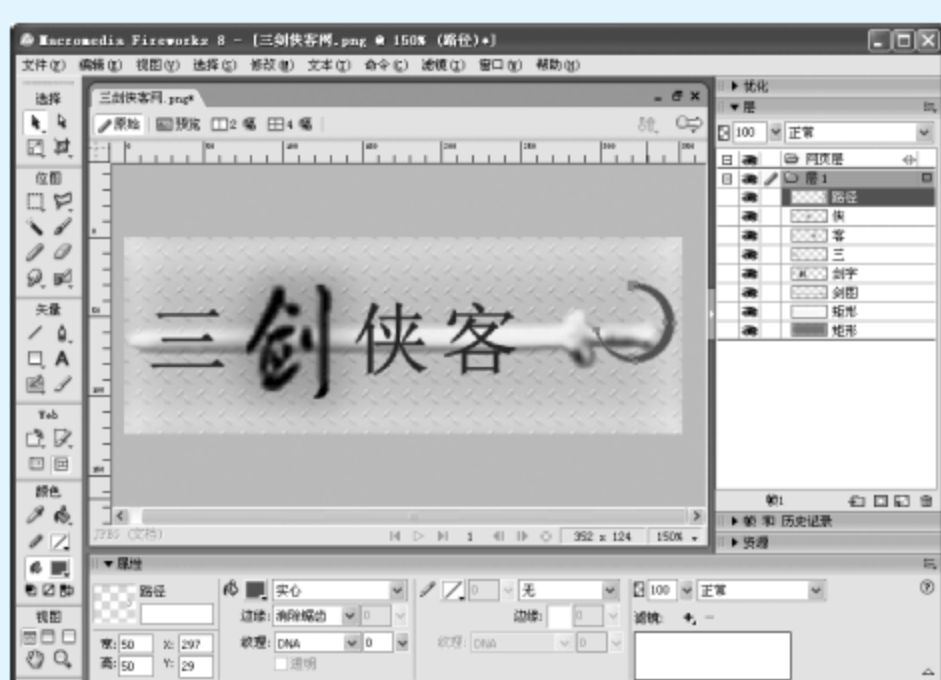 Macromedia Fireworks 8 - [三剑侠客网.png @ 150% (路径)*]
文件(F) 编辑(E) 视图(V) 选择(S) 修改(M) 文本(T) 命令(C) 滤镜(I) 窗口(W) 帮助(H)
选择
位图
矢量
Web
颜色
视图
三剑侠客网.png*
原始 预览 2 幅 4 幅
三剑侠客
JPEG (文档)
1 352 x 124 150%
优化
层
100 正常
网页层
层 1
路径
侠
客
三
剑字
剑图
矩形
矩形
帧1
帧和历史记录
资源
属性
路径 实心 0 无 100 正常
边缘: 消除锯齿 0 边缘: 0 滤镜:
宽: 50 X: 297 纹理: DNA 0 纹理: DNA 0
高: 50 Y: 29 透明